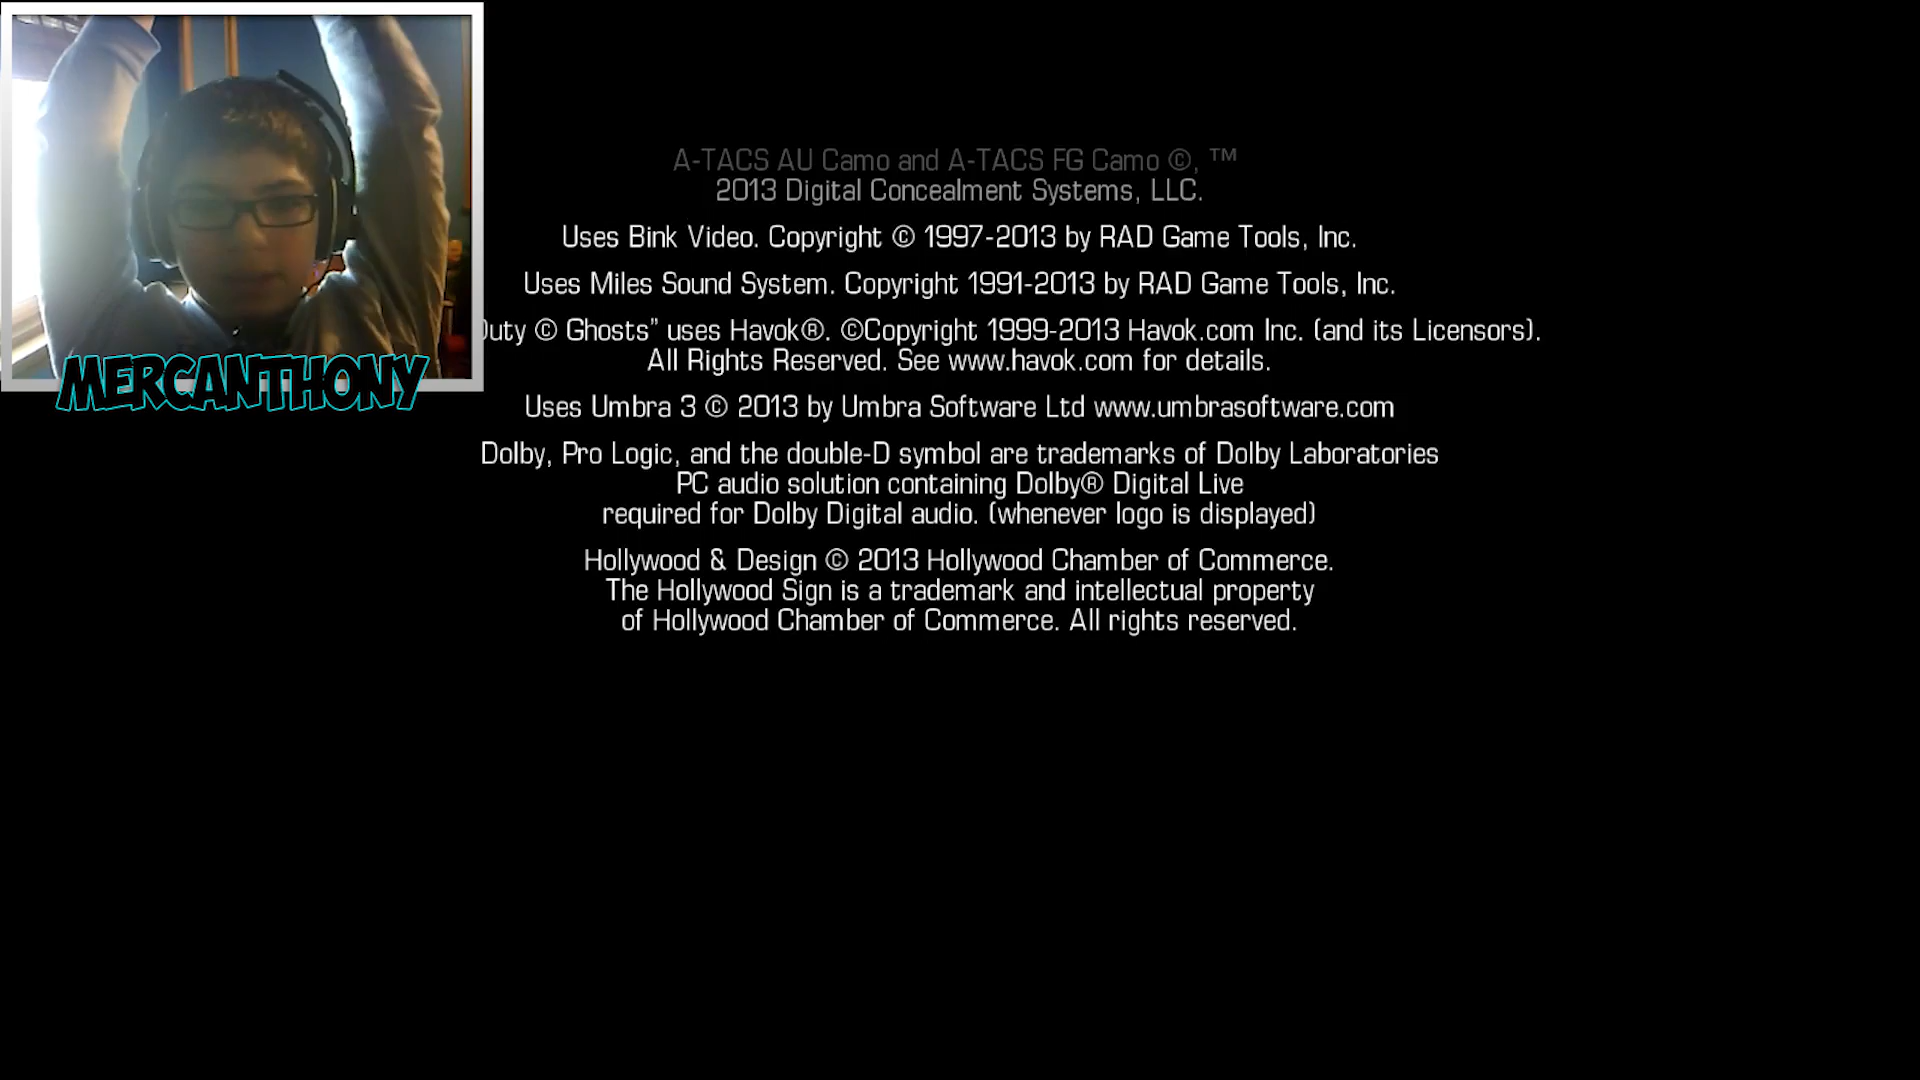 MERCANTHONY
A-TACS AU Camo and A-TACS FG Camo ©, ™
2013 Digital Concealment Systems, LLC.
Uses Bink Video. Copyright © 1997-2013 by RAD Game Tools, Inc.
Uses Miles Sound System. Copyright 1991-2013 by RAD Game Tools, Inc.
Duty © Ghosts" uses Havok®. ©Copyright 1999-2013 Havok.com Inc. (and its Licensors).
All Rights Reserved. See www.havok.com for details.
Uses Umbra 3 © 2013 by Umbra Software Ltd www.umbrasoftware.com
Dolby, Pro Logic, and the double-D symbol are trademarks of Dolby Laboratories
PC audio solution containing Dolby® Digital Live
required for Dolby Digital audio. (whenever logo is displayed)
Hollywood & Design © 2013 Hollywood Chamber of Commerce.
The Hollywood Sign is a trademark and intellectual property
of Hollywood Chamber of Commerce. All rights reserved.